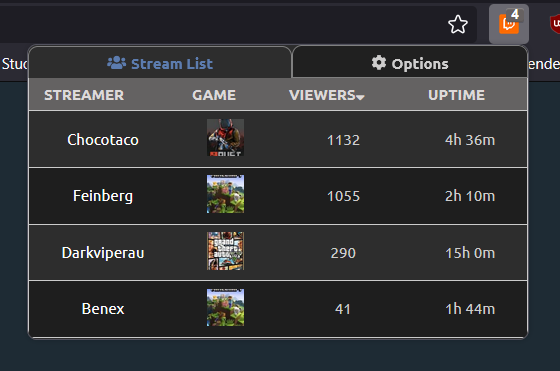 4
Stud
Stream List
Options
ende
STREAMER GAME VIEWERS UPTIME
Chocotaco 1132 4h 36m
Feinberg 1055 2h 10m
grand
theft
auto
Darkviperau 290 15h 0m
Benex 41 1h 44m